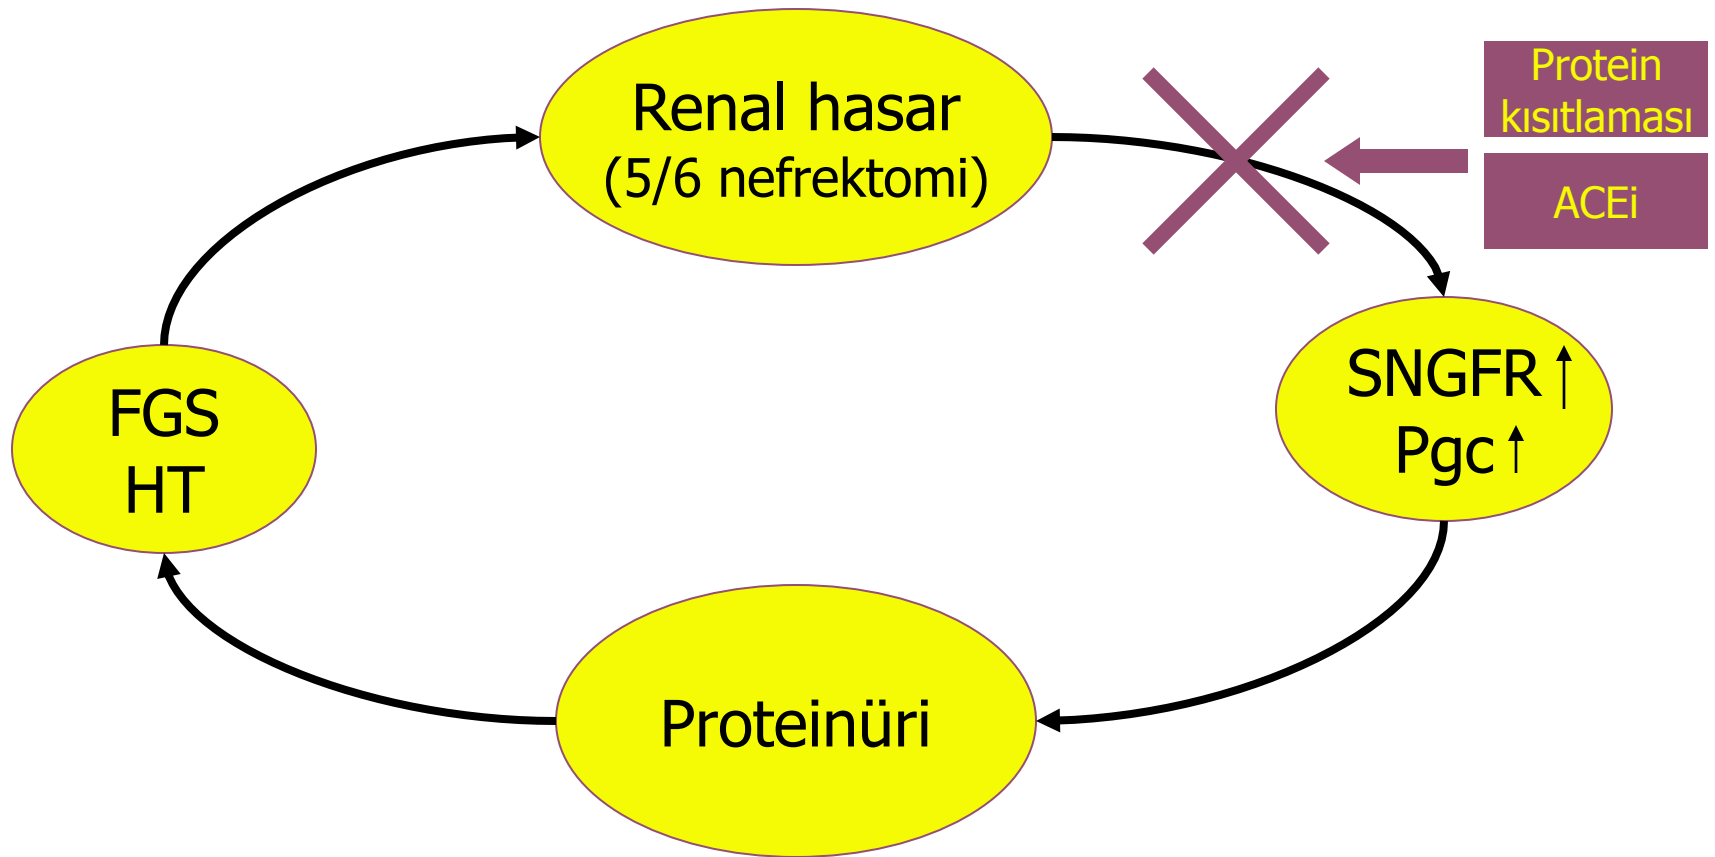 Renal hasar
(5/6 nefrektomi)
Protein
kısıtlaması
ACEi
SNGFR
Pgc
Proteinüri
FGS
HT